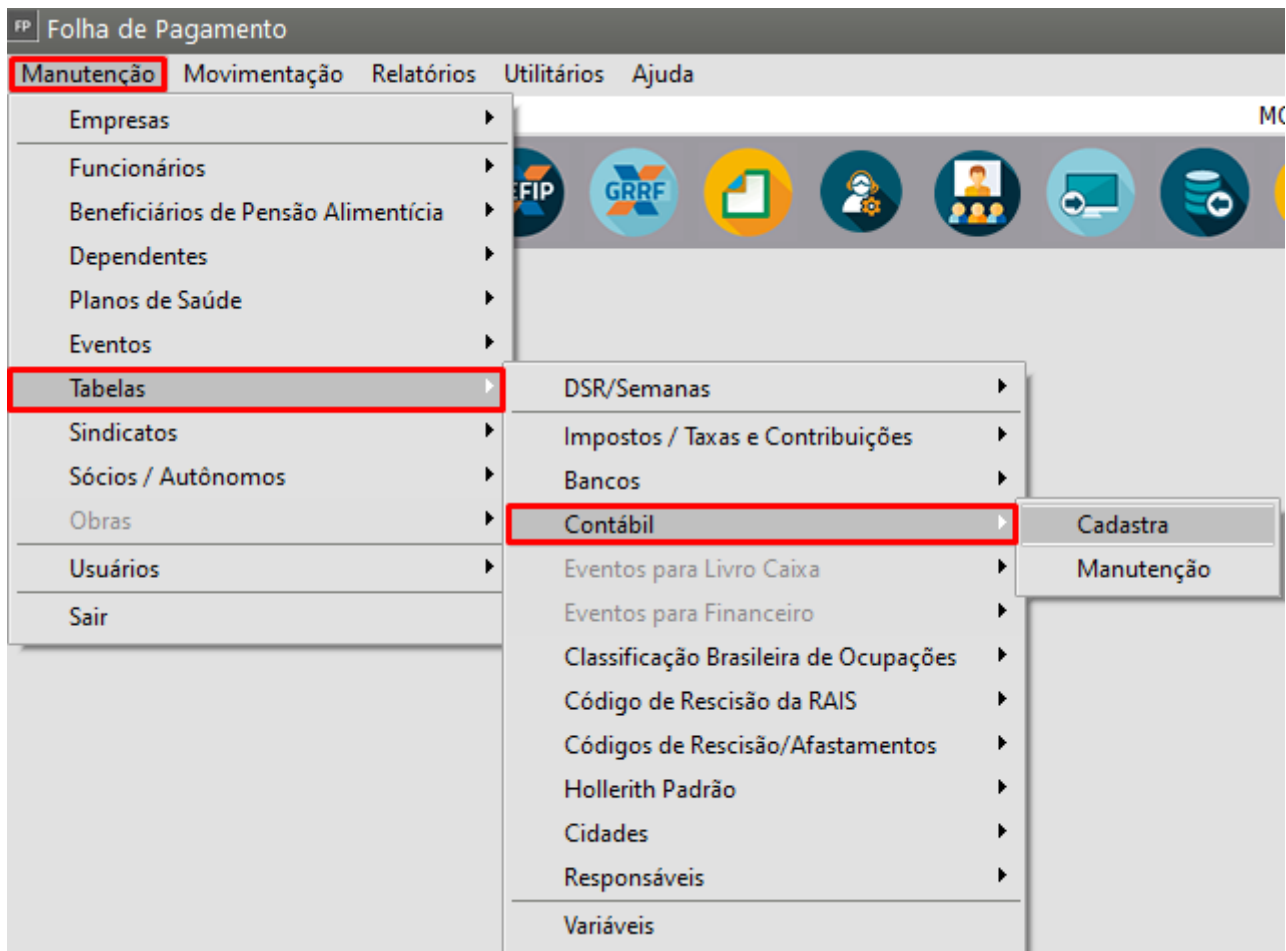 FP Folha de Pagamento
Manutenção Movimentação Relatórios Utilitários Ajuda
Empresas
Funcionários
Beneficiários de Pensão Alimentícia
Dependentes
Planos de Saúde
Eventos
Tabelas
Sindicatos
Sócios / Autônomos
Obras
Usuários
Sair
GRRF
DSR/Semanas
Impostos / Taxas e Contribuições
Bancos
Contábil
Eventos para Livro Caixa
Eventos para Financeiro
Classificação Brasileira de Ocupações
Código de Rescisão da RAIS
Códigos de Rescisão/Afastamentos
Hollerith Padrão
Cidades
Responsáveis
Variáveis
Cadastra
Manutenção